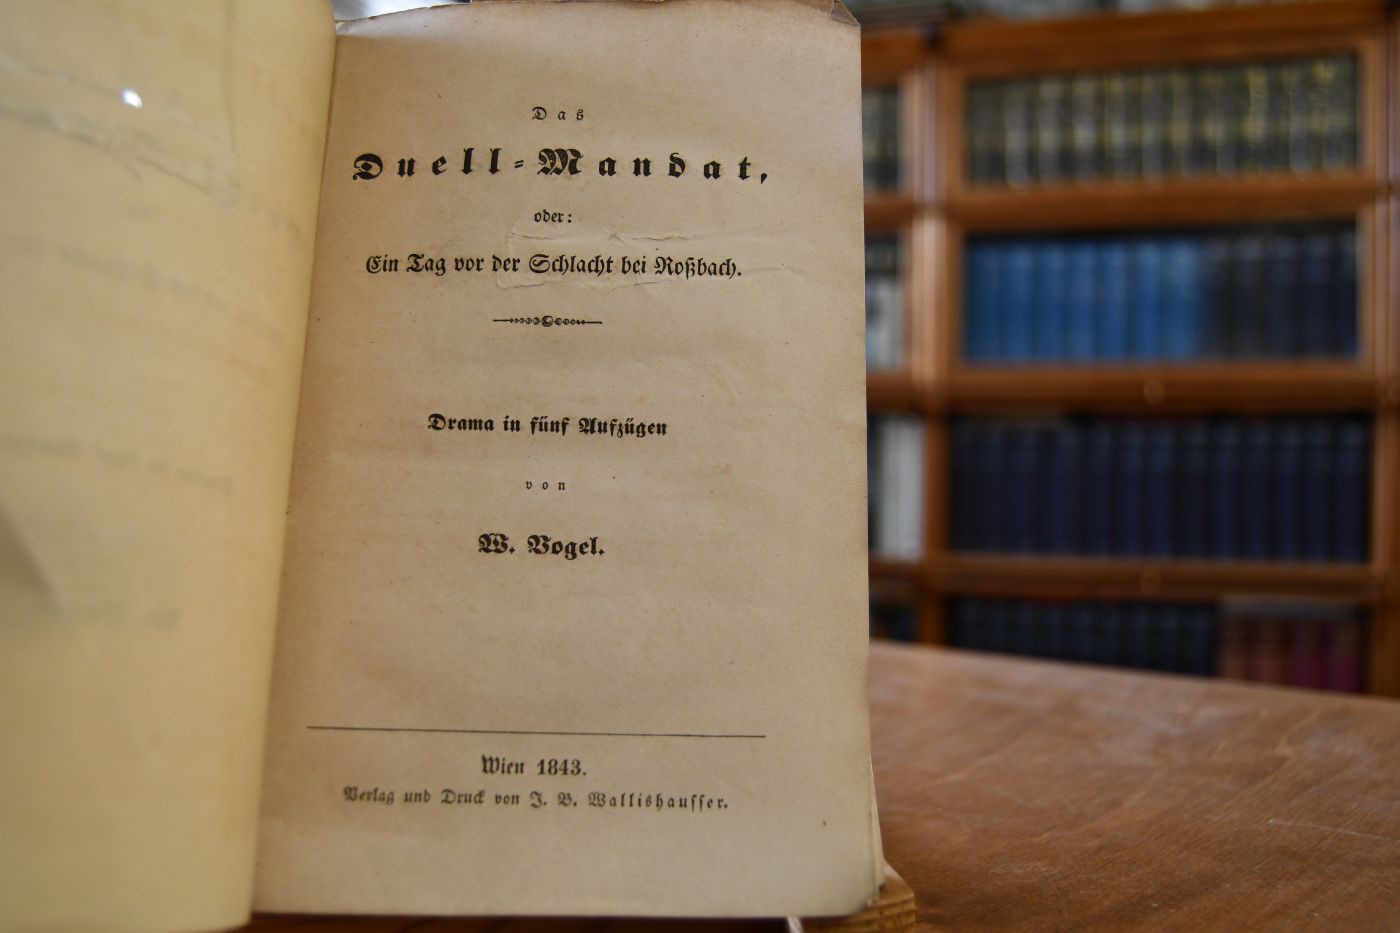 Das
Duell-Mandat,
oder:
Ein Tag vor der Schlacht bei Roßbach.
Drama in fünf Aufzügen
von
W. Vogel.
Wien 1843.
Verlag und Druck von J. B. Wallishausser.